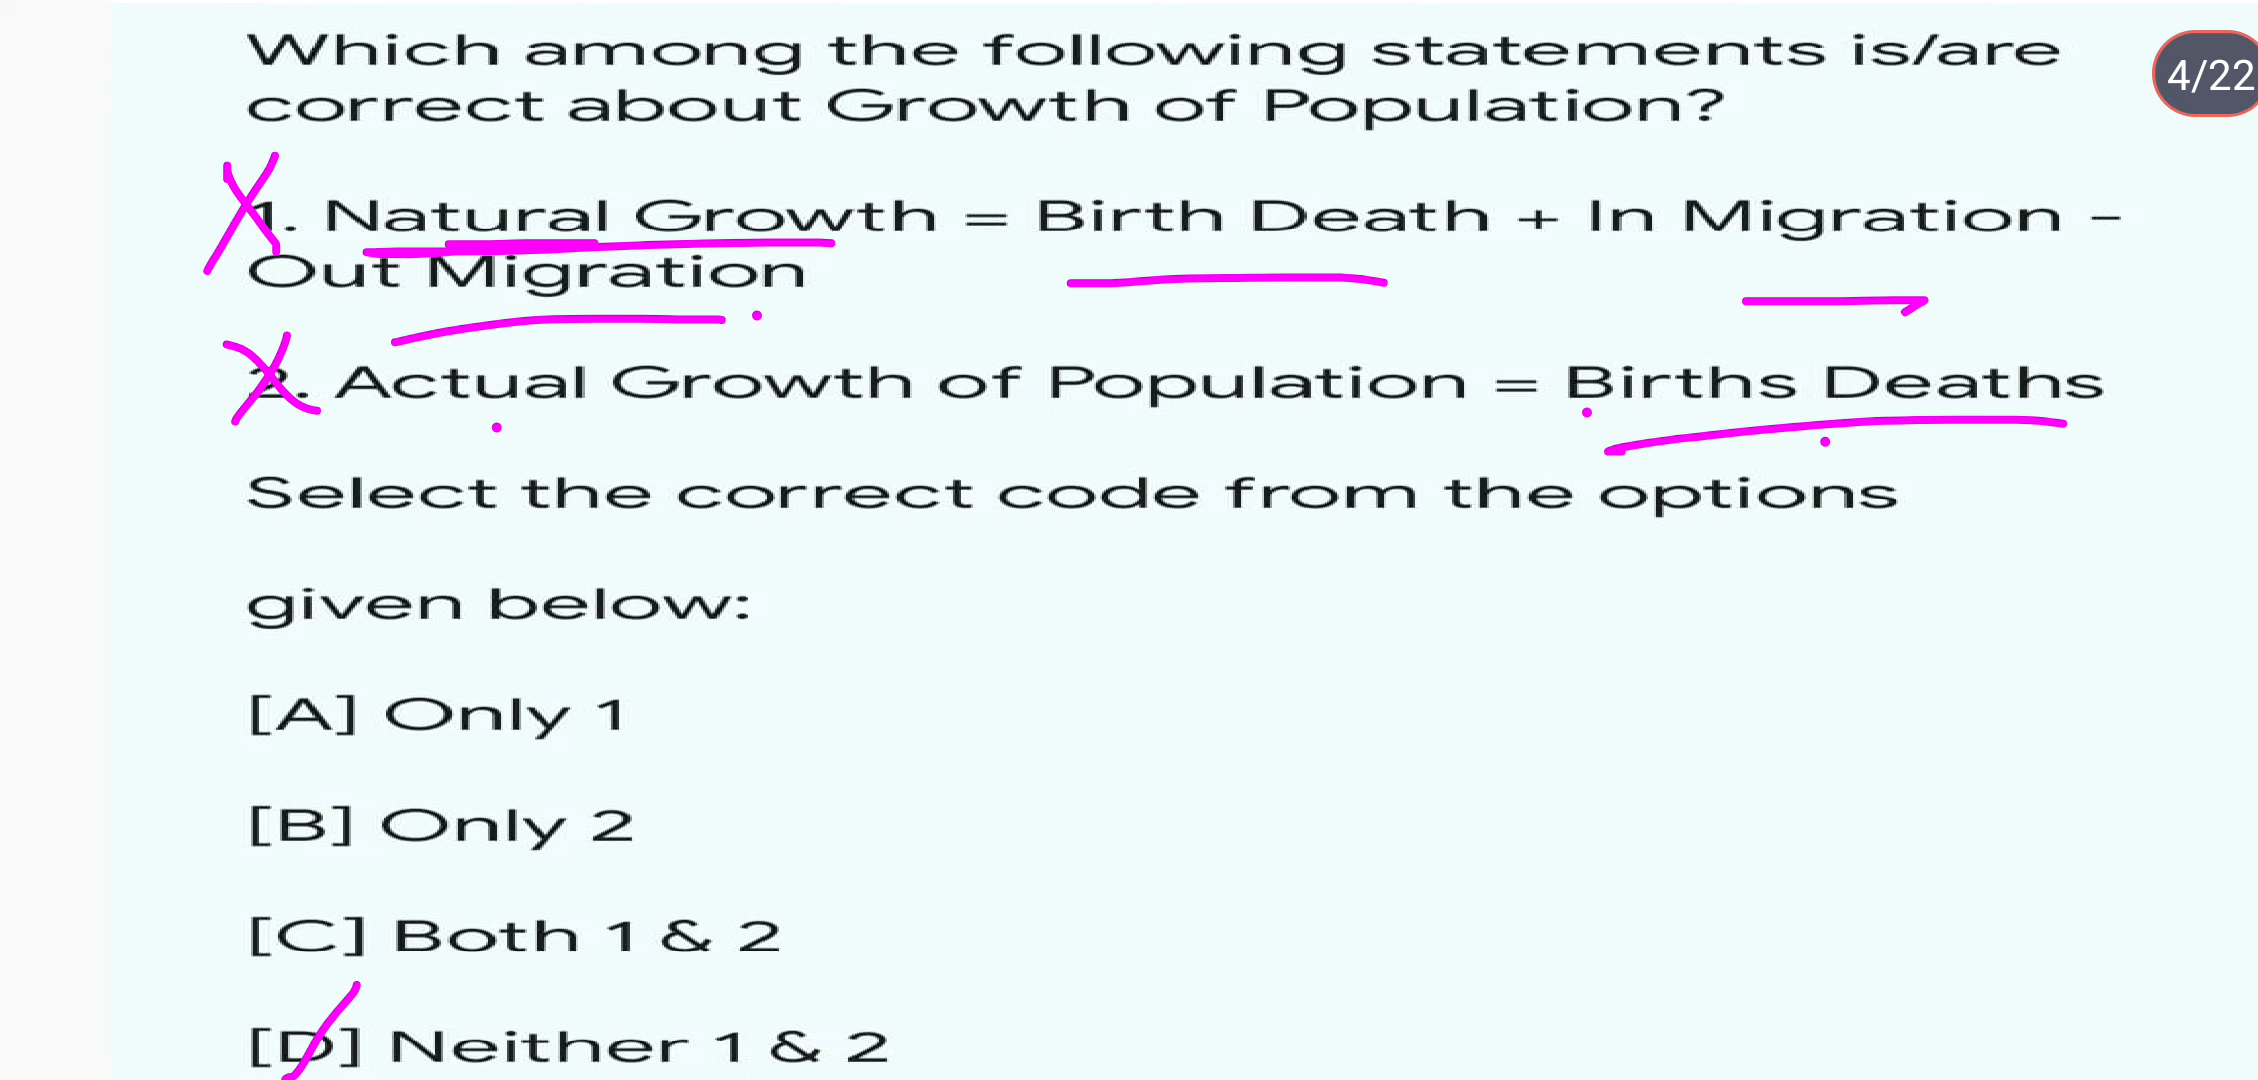 Which among the following statements is/are
4/22
correct about Growth of Population?
1. Natural Growth = Birth Death + In Migration –
Out Migration
2. Actual Growth of Population = Births Deaths
Select the correct code from the options
given below:
[A] Only 1
[B] Only 2
[C] Both 1 & 2
[D] Neither 1 & 2